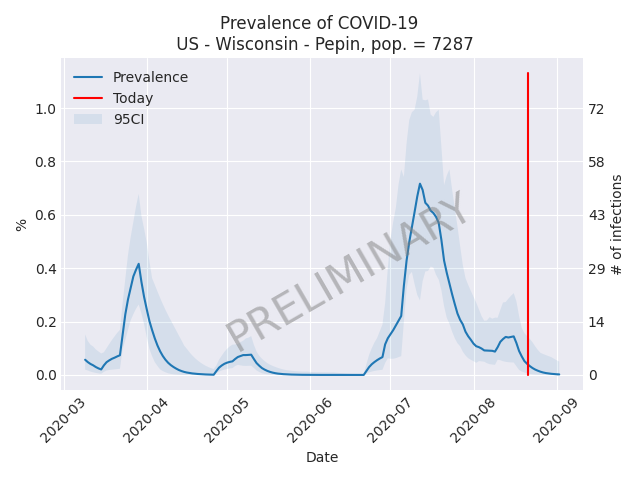 Prevalence of COVID-19
US - Wisconsin - Pepin, pop. = 7287
Prevalence
Today
95CI
1.0
0.8
0.6
0.4
0.2
0.0
%
72
58
43
29
14
0
# of infections
PRELIMINARY
2020-03
2020-04
2020-05
2020-06
2020-07
2020-08
2020-09
Date